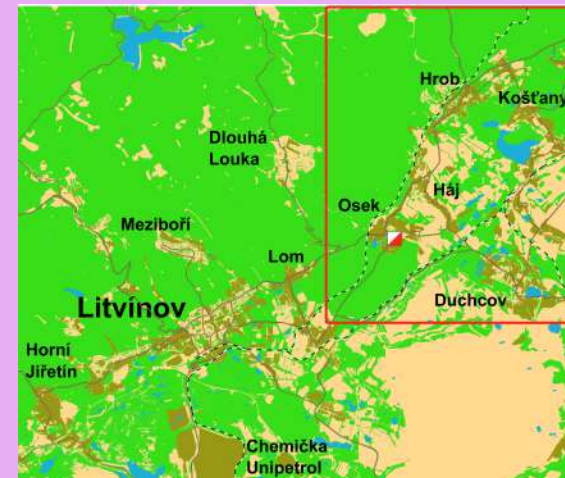 Hrob
Košťany
Dlouhá
Louka
Háj
Osek
Meziboří
Lom
Duchcov
Litvínov
Horní
Jiřetín
Chemička
Unipetrol